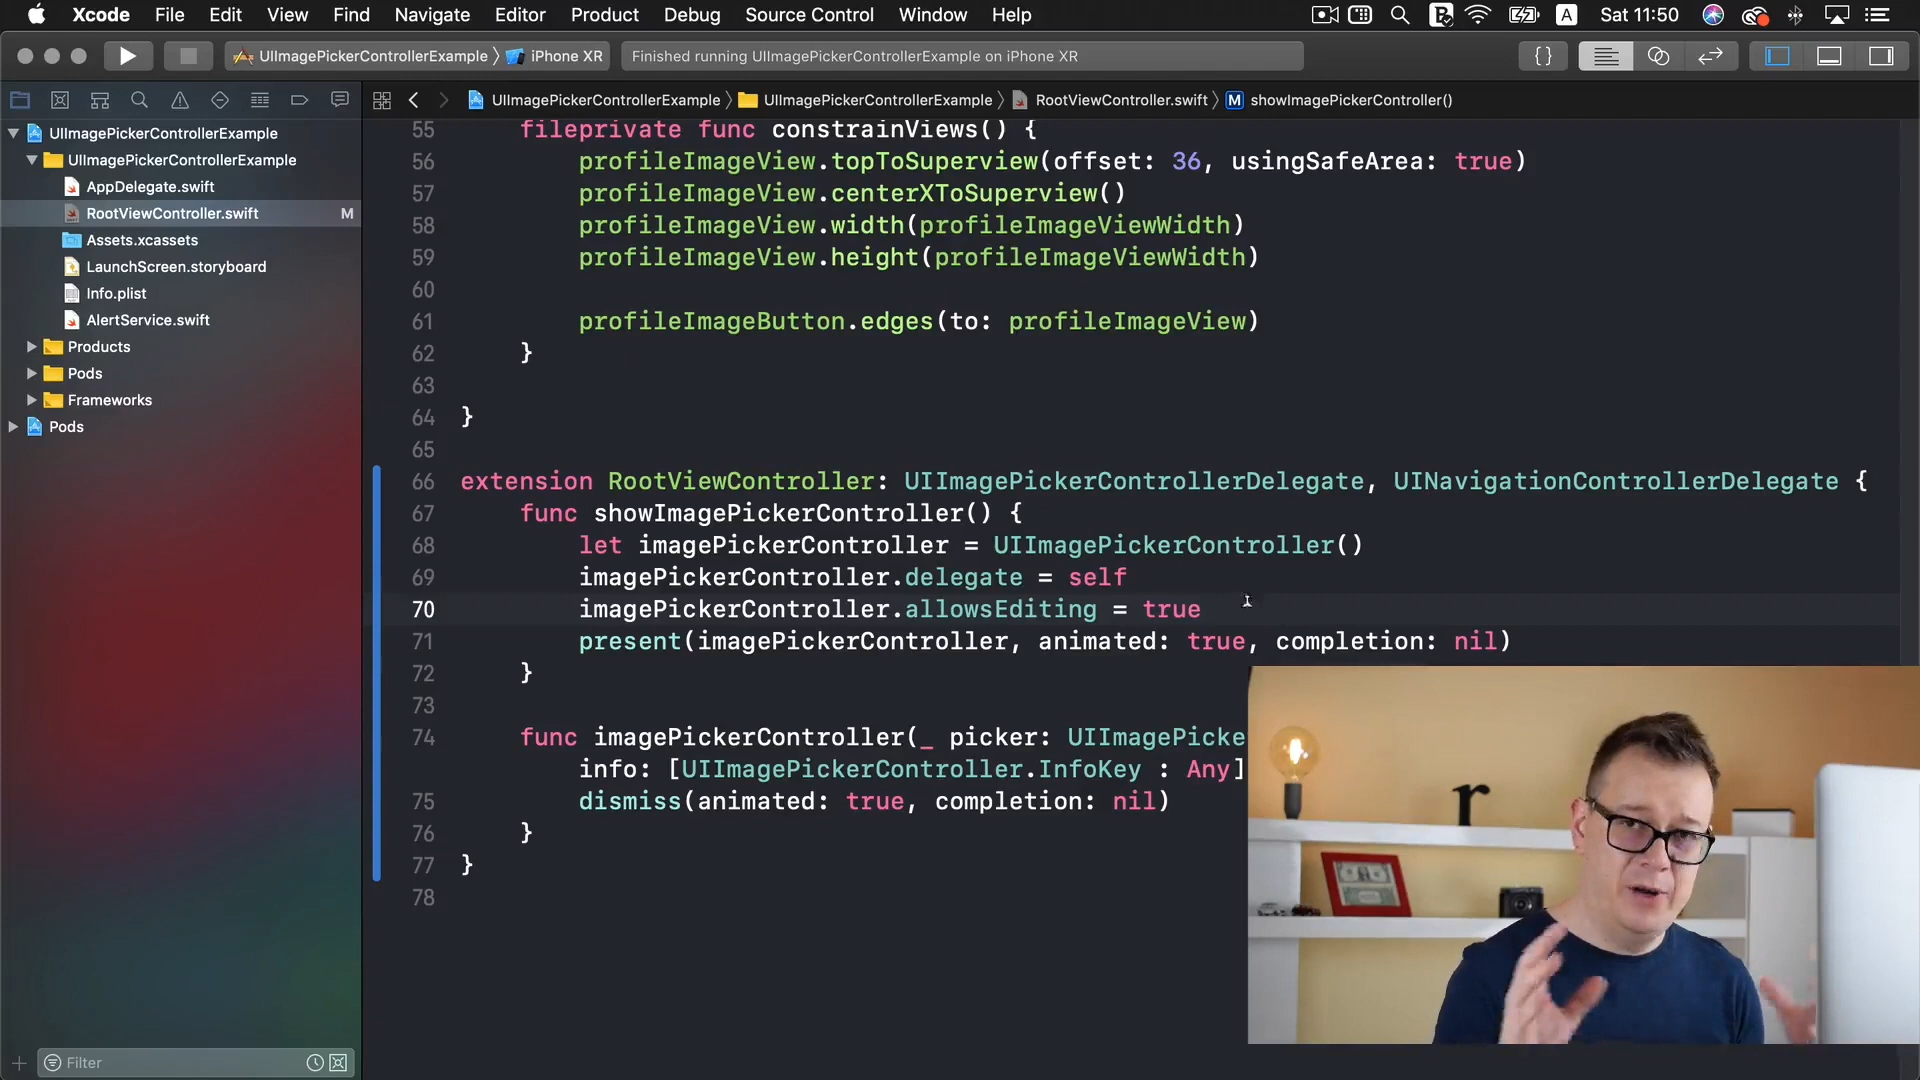 Xcode File Edit View Find Navigate Editor Product Debug Source Control Window Help A Sat 11:50
UIImagePickerControllerExample iPhone XR Finished running UIImagePickerControllerExample on iPhone XR {}
UIImagePickerControllerExample UIImagePickerControllerExample RootViewController.swift M showImagePickerController()
UIImagePickerControllerExample
UIImagePickerControllerExample
AppDelegate.swift
RootViewController.swift M
Assets.xcassets
LaunchScreen.storyboard
Info.plist
AlertService.swift
Products
Pods
Frameworks
Pods
Filter
55 fileprivate func constrainViews() {
56 profileImageView.topToSuperview(offset: 36, usingSafeArea: true)
57 profileImageView.centerXToSuperview()
58 profileImageView.width(profileImageViewWidth)
59 profileImageView.height(profileImageViewWidth)
60
61 profileImageButton.edges(to: profileImageView)
62 }
63
64 }
65
66 extension RootViewController: UIImagePickerControllerDelegate, UINavigationControllerDelegate {
67 func showImagePickerController() {
68 let imagePickerController = UIImagePickerController()
69 imagePickerController.delegate = self
70 imagePickerController.allowsEditing = true
71 present(imagePickerController, animated: true, completion: nil)
72 }
73
74 func imagePickerController(_ picker: UIImagePicke
info: [UIImagePickerController.InfoKey : Any]
75 dismiss(animated: true, completion: nil)
76 }
77 }
78
r